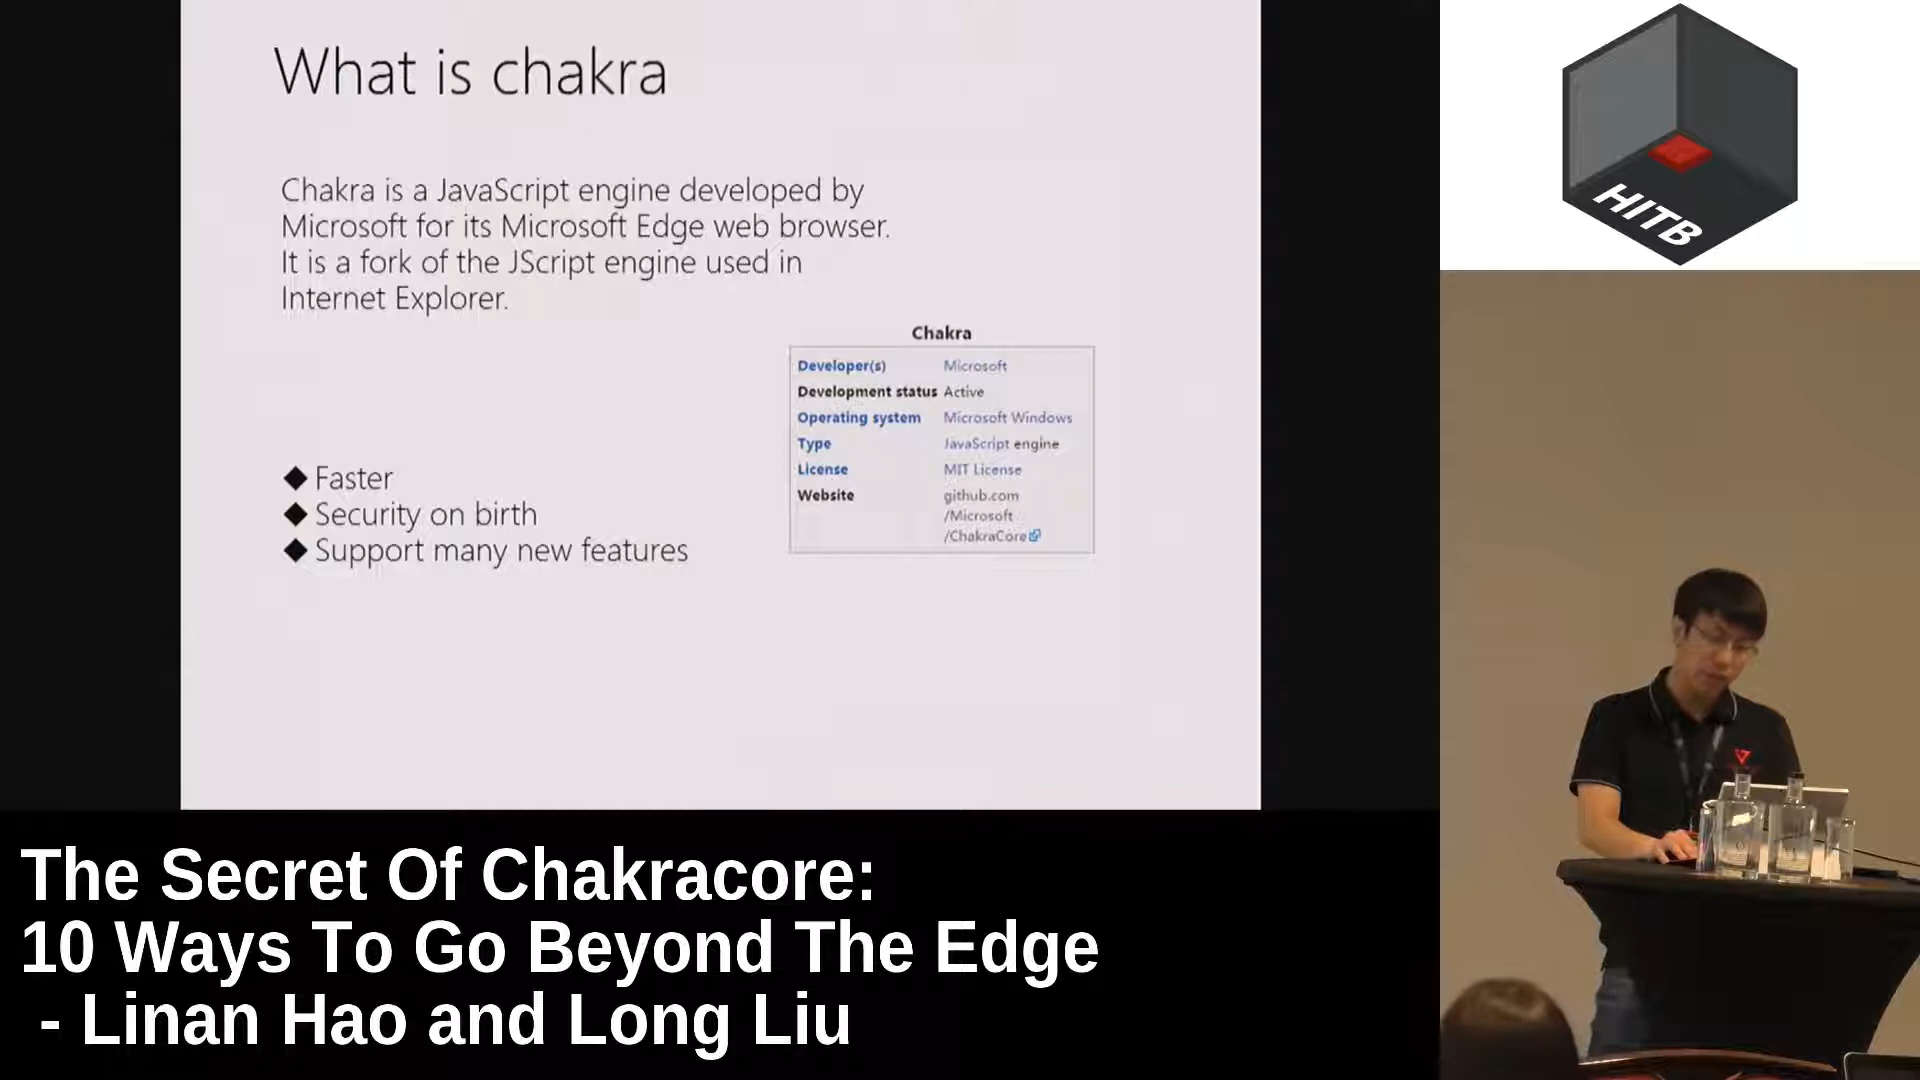 What is chakra
Chakra is a JavaScript engine developed by
Microsoft for its Microsoft Edge web browser.
It is a fork of the JScript engine used in
Internet Explorer.
Chakra
Developer(s) Microsoft
Development status Active
Operating system Microsoft Windows
Type JavaScript engine
License MIT License
Website github.com
/Microsoft
/ChakraCore
◆ Faster
◆ Security on birth
◆ Support many new features
HITB
The Secret Of Chakracore:
10 Ways To Go Beyond The Edge
- Linan Hao and Long Liu